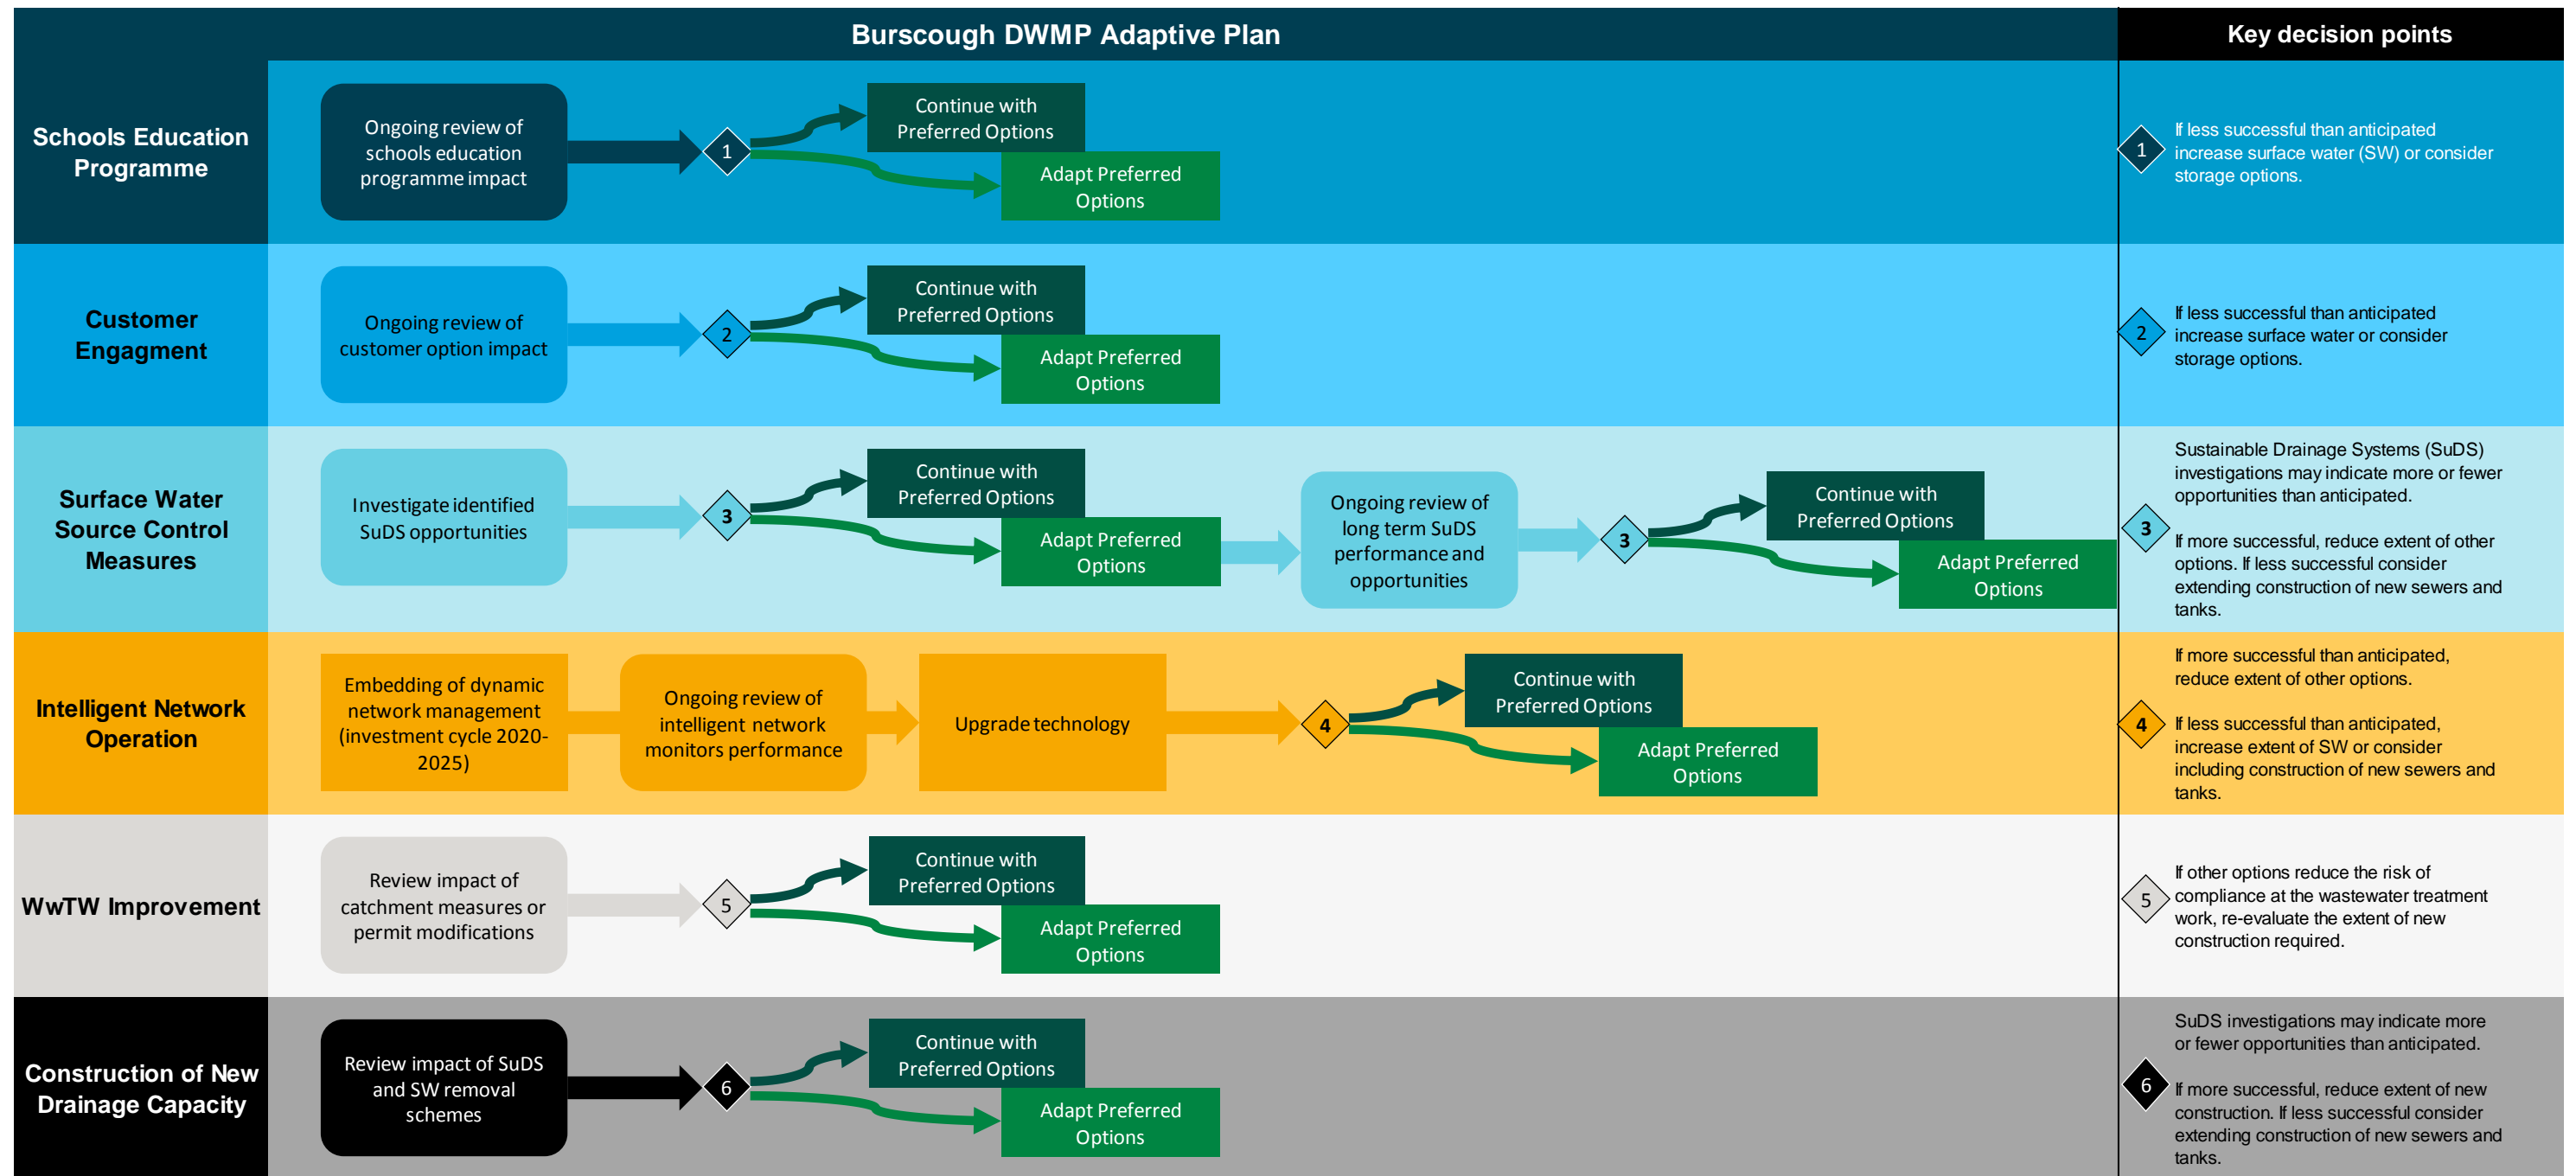 Burscough DWMP Adaptive Plan
Key decision points
Schools Education
Programme
Ongoing review of
schools education
programme impact
1
Continue with
Preferred Options
Adapt Preferred
Options
1
If less successful than anticipated
increase surface water (SW) or consider
storage options.
Customer
Engagment
Ongoing review of
customer option impact
2
Continue with
Preferred Options
Adapt Preferred
Options
2
If less successful than anticipated
increase surface water or consider
storage options.
Surface Water
Source Control
Measures
Investigate identified
SuDS opportunities
3
Continue with
Preferred Options
Adapt Preferred
Options
Ongoing review of
long term SuDS
performance and
opportunities
3
Continue with
Preferred Options
Adapt Preferred
Options
3
Sustainable Drainage Systems (SuDS)
investigations may indicate more or fewer
opportunities than anticipated.
If more successful, reduce extent of other
options. If less successful consider
extending construction of new sewers and
tanks.
Intelligent Network
Operation
Embedding of dynamic
network management
(investment cycle 2020-
2025)
Ongoing review of
intelligent network
monitors performance
Upgrade technology
4
Continue with
Preferred Options
Adapt Preferred
Options
4
If more successful than anticipated,
reduce extent of other options.
If less successful than anticipated,
increase extent of SW or consider
including construction of new sewers and
tanks.
WwTW Improvement
Review impact of
catchment measures or
permit modifications
5
Continue with
Preferred Options
Adapt Preferred
Options
5
If other options reduce the risk of
compliance at the wastewater treatment
work, re-evaluate the extent of new
construction required.
Construction of New
Drainage Capacity
Review impact of SuDS
and SW removal
schemes
6
Continue with
Preferred Options
Adapt Preferred
Options
6
SuDS investigations may indicate more
or fewer opportunities than anticipated.
If more successful, reduce extent of new
construction. If less successful consider
extending construction of new sewers and
tanks.